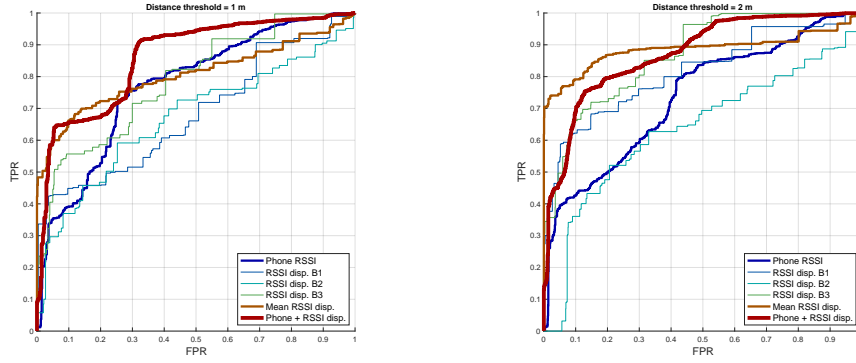 Distance threshold = 1 m
TPR
1
0.9
0.8
0.7
0.6
0.5
0.4
0.3
0.2
0.1
0
Phone RSSI
RSSI disp. B1
RSSI disp. B2
RSSI disp. B3
Mean RSSI disp.
Phone + RSSI disp.
0 0.1 0.2 0.3 0.4 0.5 0.6 0.7 0.8 0.9 1
FPR
Distance threshold = 2 m
TPR
1
0.9
0.8
0.7
0.6
0.5
0.4
0.3
0.2
0.1
0
Phone RSSI
RSSI disp. B1
RSSI disp. B2
RSSI disp. B3
Mean RSSI disp.
Phone + RSSI disp.
0 0.1 0.2 0.3 0.4 0.5 0.6 0.7 0.8 0.9
FPR